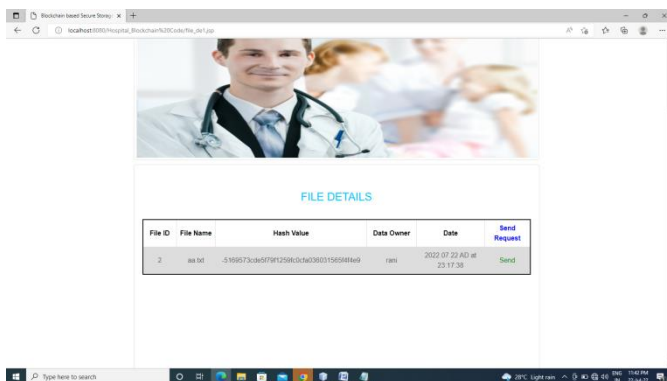 Blockchain based Secure Storag
localhost:8080/Hospital_Blockchain%20Code/file_de1.jsp
FILE DETAILS
File ID File Name Hash Value Data Owner Date Send
Request
2 aa.txt rani 2022.07.22 AD at
23:17:38 Send
Type here to search
28°C Light rain ENG 11:42 PM
IN